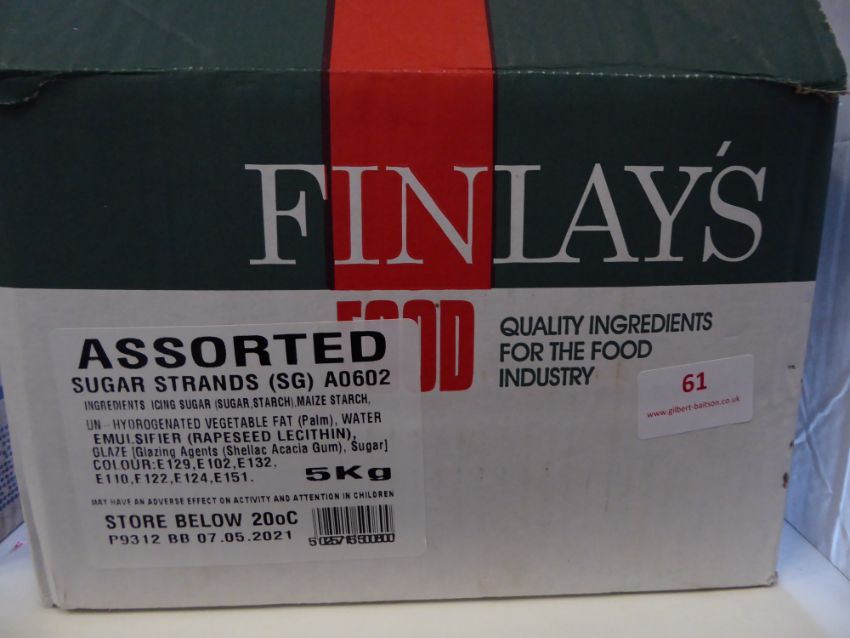 FINLAY'S
FOOD
QUALITY INGREDIENTS
FOR THE FOOD
INDUSTRY
61
www.gilbert-baitson.co.uk
ASSORTED
SUGAR STRANDS (SG) A0602
INGREDIENTS ICING SUGAR (SUGAR,STARCH),MAIZE STARCH,
UN-HYDROGENATED VEGETABLE FAT (Palm), WATER
EMULSIFIER (RAPESEED LECITHIN),
GLAZE [Glazing Agents (Shellac Acacia Gum), Sugar]
COLOUR:E129,E102,E132,
E110,E122,E124,E151. 5Kg
MAY HAVE AN ADVERSE EFFECT ON ACTIVITY AND ATTENTION IN CHILDREN
STORE BELOW 20oC
P9312 BB 07.05.2021